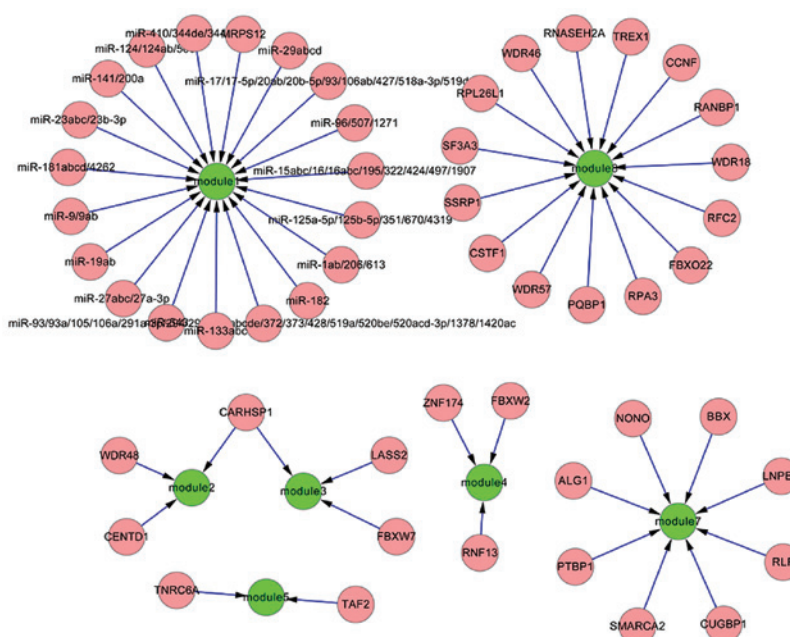 miR-410/344de/344
MRPS12
miR-124/124ab/50
miR-29abcd
miR-17/17-5p/20ab/20b-5p/93/106ab/427/518a-3p/519d
miR-141/200a
miR-23abc/23b-3p
miR-96/507/1271
miR-181abcd/4262
module1
miR-15abc/16/16abc/195/322/424/497/1907
miR-9/9ab
miR-125a-5p/125b-5p/351/670/4319
miR-19ab
miR-1ab/206/613
miR-27abc/27a-3p
miR-182
miR-93/93a/105/106a/291a
abcde/372/373/428/519a/520be/520acd-3p/1378/1420ac
miR-133abc
RNASEH2A
TREX1
WDR46
CCNF
RPL26L1
RANBP1
SF3A3
WDR18
SSRP1
RFC2
CSTF1
FBXO22
WDR57
RPA3
PQBP1
CARHSP1
WDR48
LASS2
module2
module3
CENTD1
FBXW7
TNRC6A
module5
TAF2
ZNF174
FBXW2
module4
RNF13
NONO
BBX
ALG1
module7
PTBP1
SMARCA2
CUGBP1